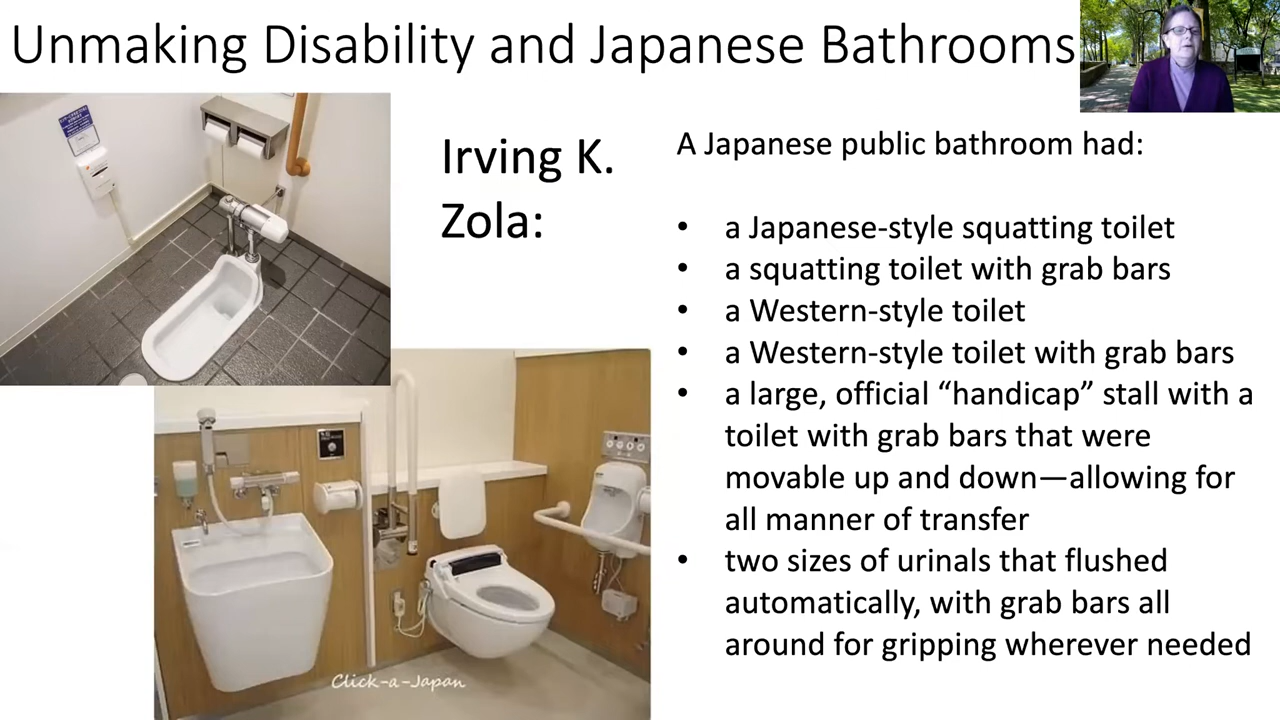 Unmaking Disability and Japanese Bathrooms
Irving K.
Zola:
A Japanese public bathroom had:
• a Japanese-style squatting toilet
• a squatting toilet with grab bars
• a Western-style toilet
• a Western-style toilet with grab bars
• a large, official “handicap” stall with a
toilet with grab bars that were
movable up and down—allowing for
all manner of transfer
• two sizes of urinals that flushed
automatically, with grab bars all
around for gripping wherever needed
Click-a-Japan